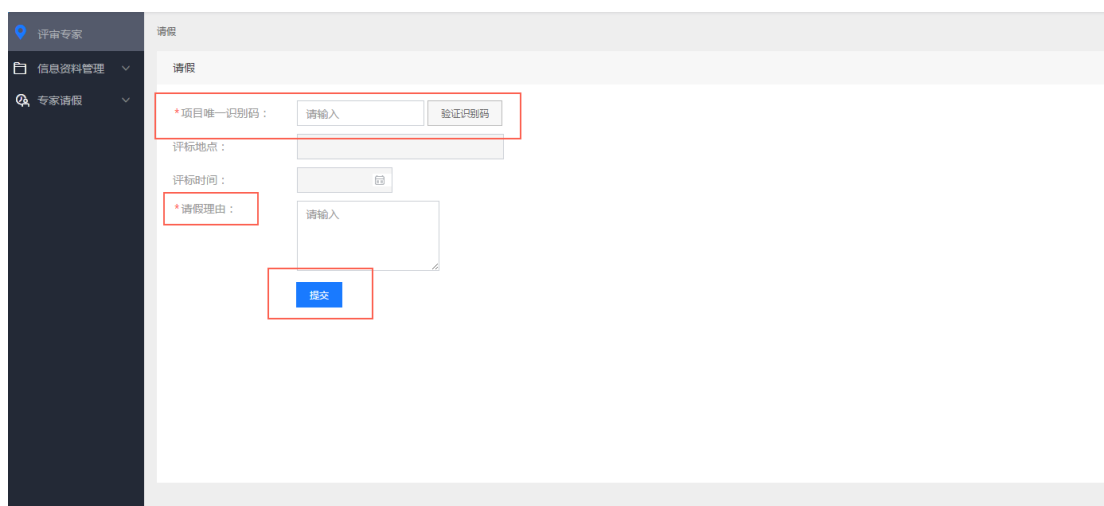 评审专家
信息资料管理
专家请假
请假
请假
*项目唯一识别码：
请输入
验证识别码
评标地点：
评标时间：
*请假理由：
请输入
提交